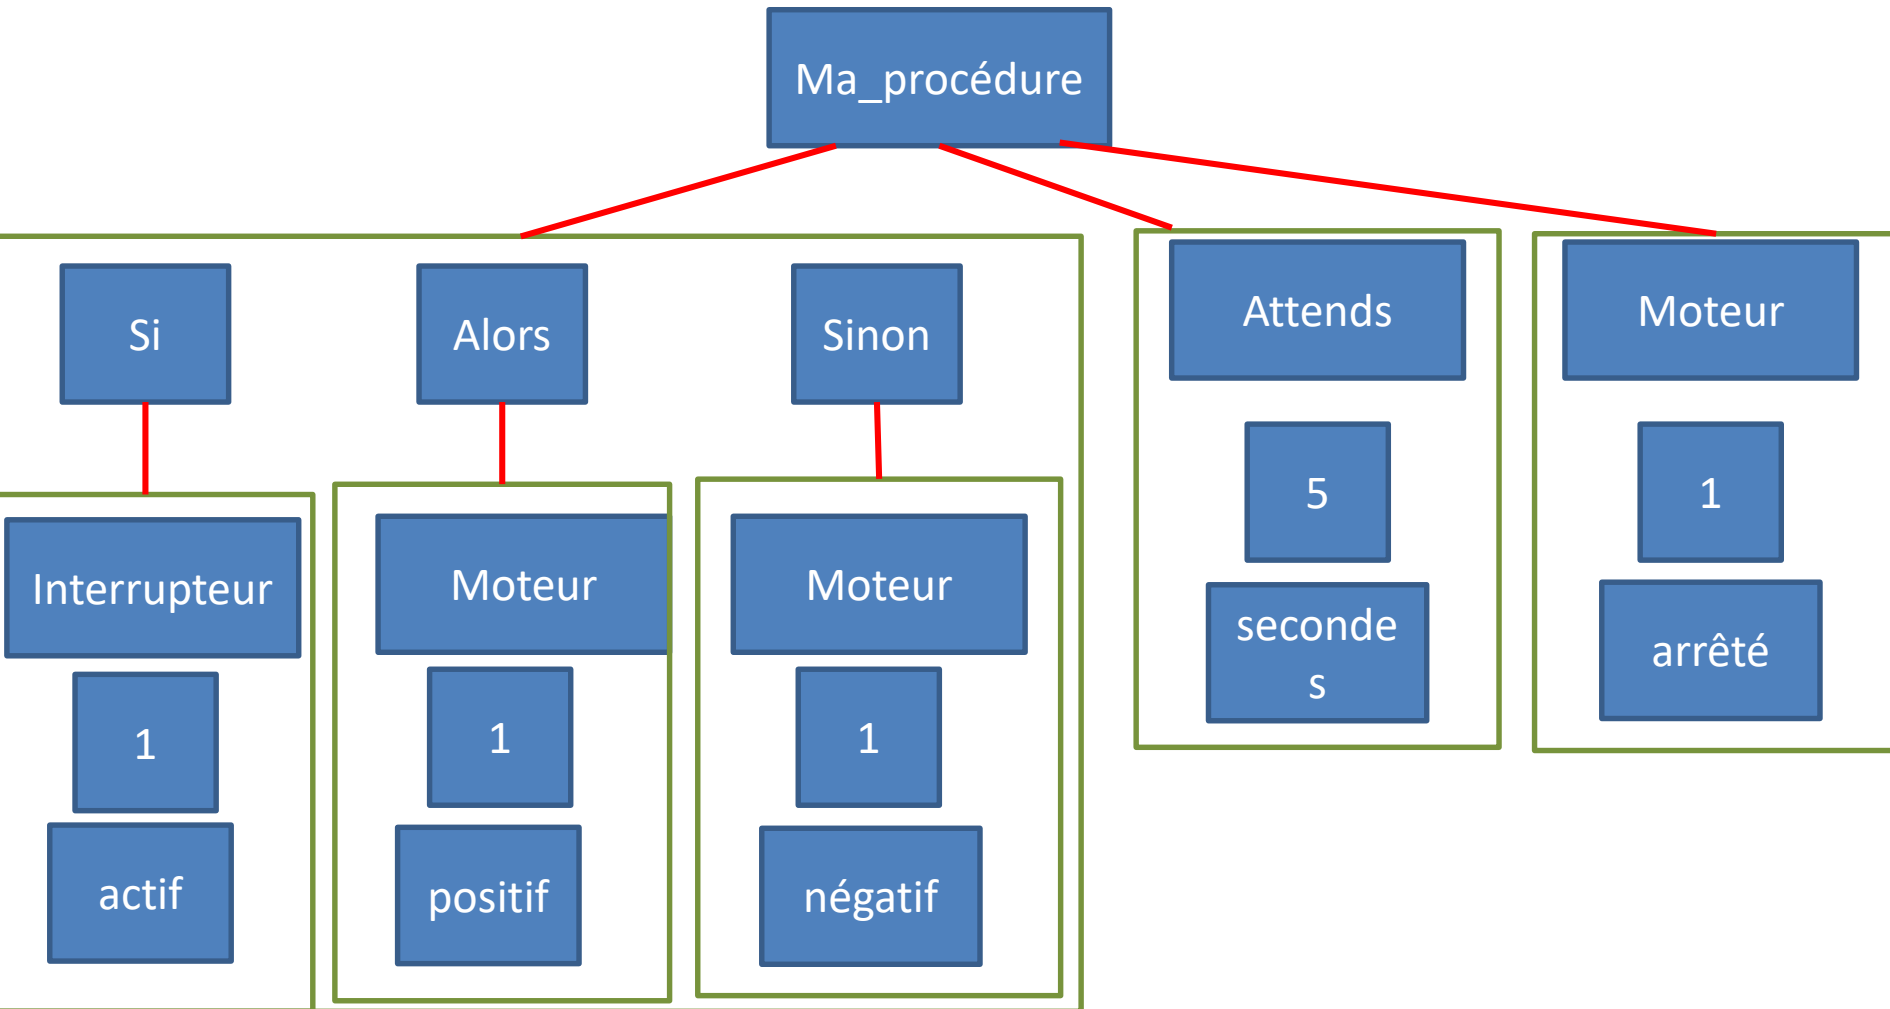 Ma_procédure
Si
Alors
Sinon
Attends
Moteur
5
1
seconde
s
arrêté
Interrupteur
Moteur
Moteur
1
1
1
actif
positif
négatif